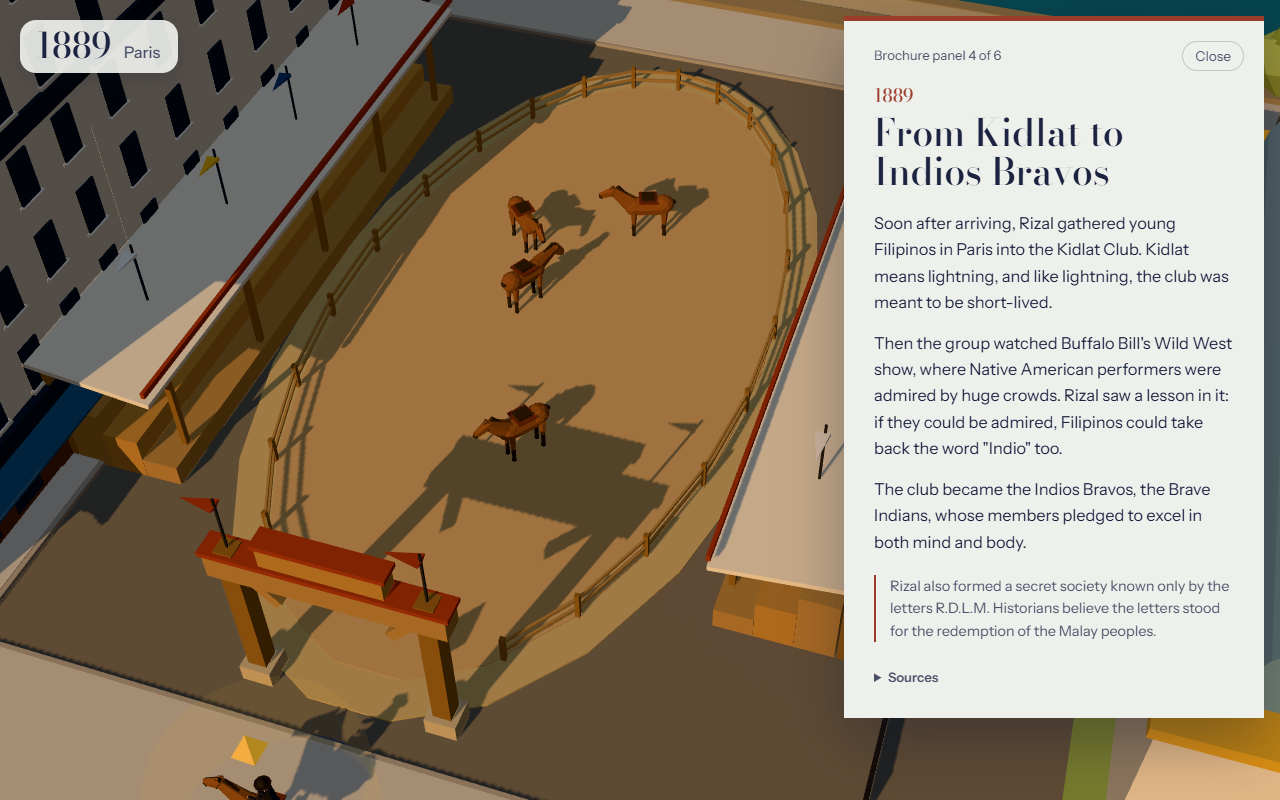 1889 Paris
Brochure panel 4 of 6
Close
1889
From Kidlat to
Indios Bravos
Soon after arriving, Rizal gathered young
Filipinos in Paris into the Kidlat Club. Kidlat
means lightning, and like lightning, the club was
meant to be short-lived.
Then the group watched Buffalo Bill's Wild West
show, where Native American performers were
admired by huge crowds. Rizal saw a lesson in it:
if they could be admired, Filipinos could take
back the word "Indio" too.
The club became the Indios Bravos, the Brave
Indians, whose members pledged to excel in
both mind and body.
Rizal also formed a secret society known only by the
letters R.D.L.M. Historians believe the letters stood
for the redemption of the Malay peoples.
Sources